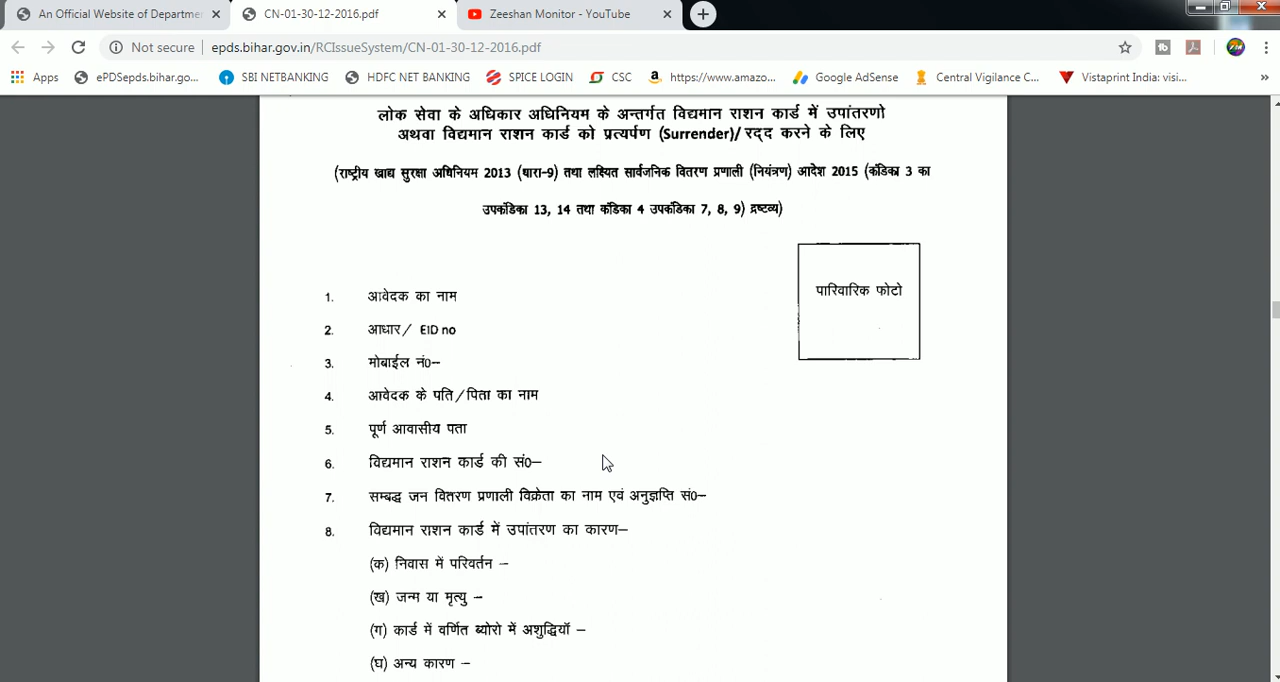 An Official Website of Departme
CN-01-30-12-2016.pdf
Zeeshan Monitor - YouTube
Not secure
epds.bihar.gov.in/RCIssueSystem/CN-01-30-12-2016.pdf
Apps
ePDSepds.bihar.go...
SBI NETBANKING
HDFC NET BANKING
SPICE LOGIN
CSC
https://www.amazo...
Google AdSense
Central Vigilance C...
Vistaprint India: visi...
लोक सेवा के अधिकार अधिनियम के अन्तर्गत विद्यमान राशन कार्ड में उपांतरणो
अथवा विद्यमान राशन कार्ड को प्रत्यर्पण (Surrender)/रद्द करने के लिए
(राष्ट्रीय खाद्य सुरक्षा अधिनियम 2013 (धारा-9) तथा लक्ष्यित सार्वजनिक वितरण प्रणाली (नियंत्रण) आदेश 2015 (कंडिका 3 का
उपकंडिका 13, 14 तथा कंडिका 4 उपकंडिका 7, 8, 9) द्रष्टव्य)
पारिवारिक फोटो
1. आवेदक का नाम
2. आधार/ EID no
3. मोबाईल नं0–
4. आवेदक के पति/पिता का नाम
5. पूर्ण आवासीय पता
6. विद्यमान राशन कार्ड की सं0–
7. सम्बद्ध जन वितरण प्रणाली विक्रेता का नाम एवं अनुज्ञप्ति सं0–
8. विद्यमान राशन कार्ड में उपांतरण का कारण–
(क) निवास में परिवर्तन –
(ख) जन्म या मृत्यु –
(ग) कार्ड में वर्णित ब्योरो में अशुद्धियॉ –
(घ) अन्य कारण –